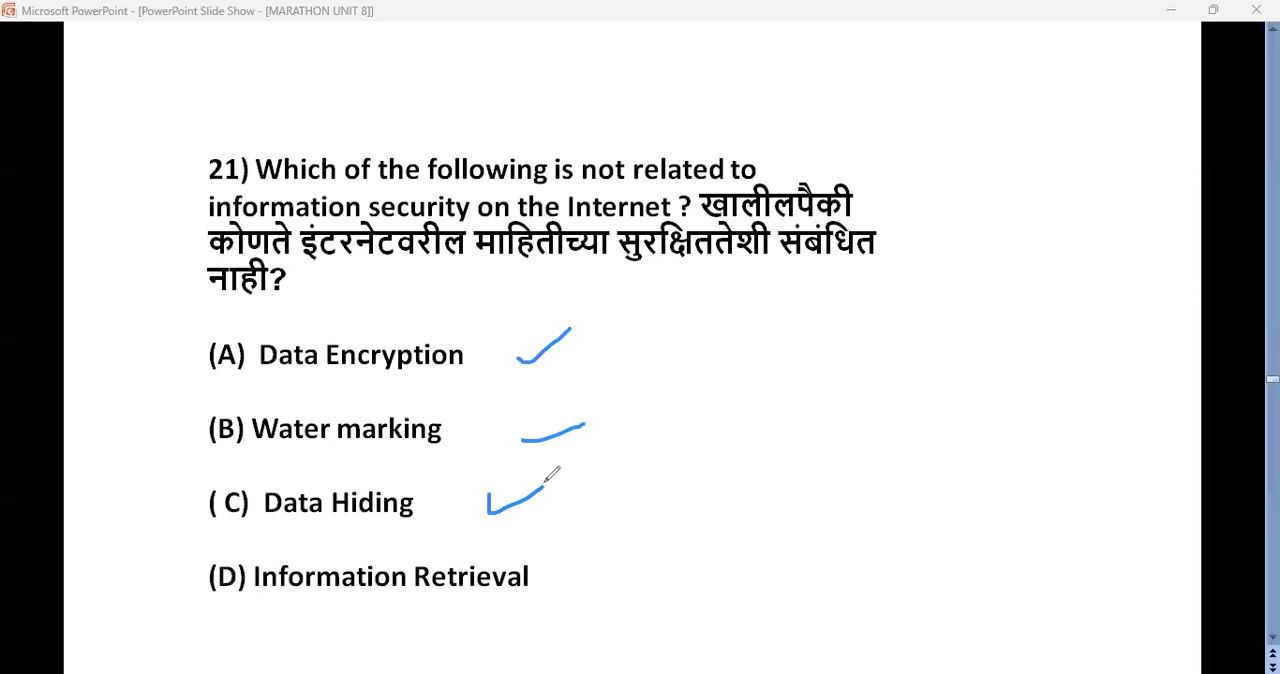 Microsoft PowerPoint - [PowerPoint Slide Show - [MARATHON UNIT 8]]
21) Which of the following is not related to
information security on the Internet ? खालीलपैकी
कोणते इंटरनेटवरील माहितीच्या सुरक्षिततेशी संबंधित
नाही?
(A)  Data Encryption
(B) Water marking
( C)  Data Hiding
(D) Information Retrieval